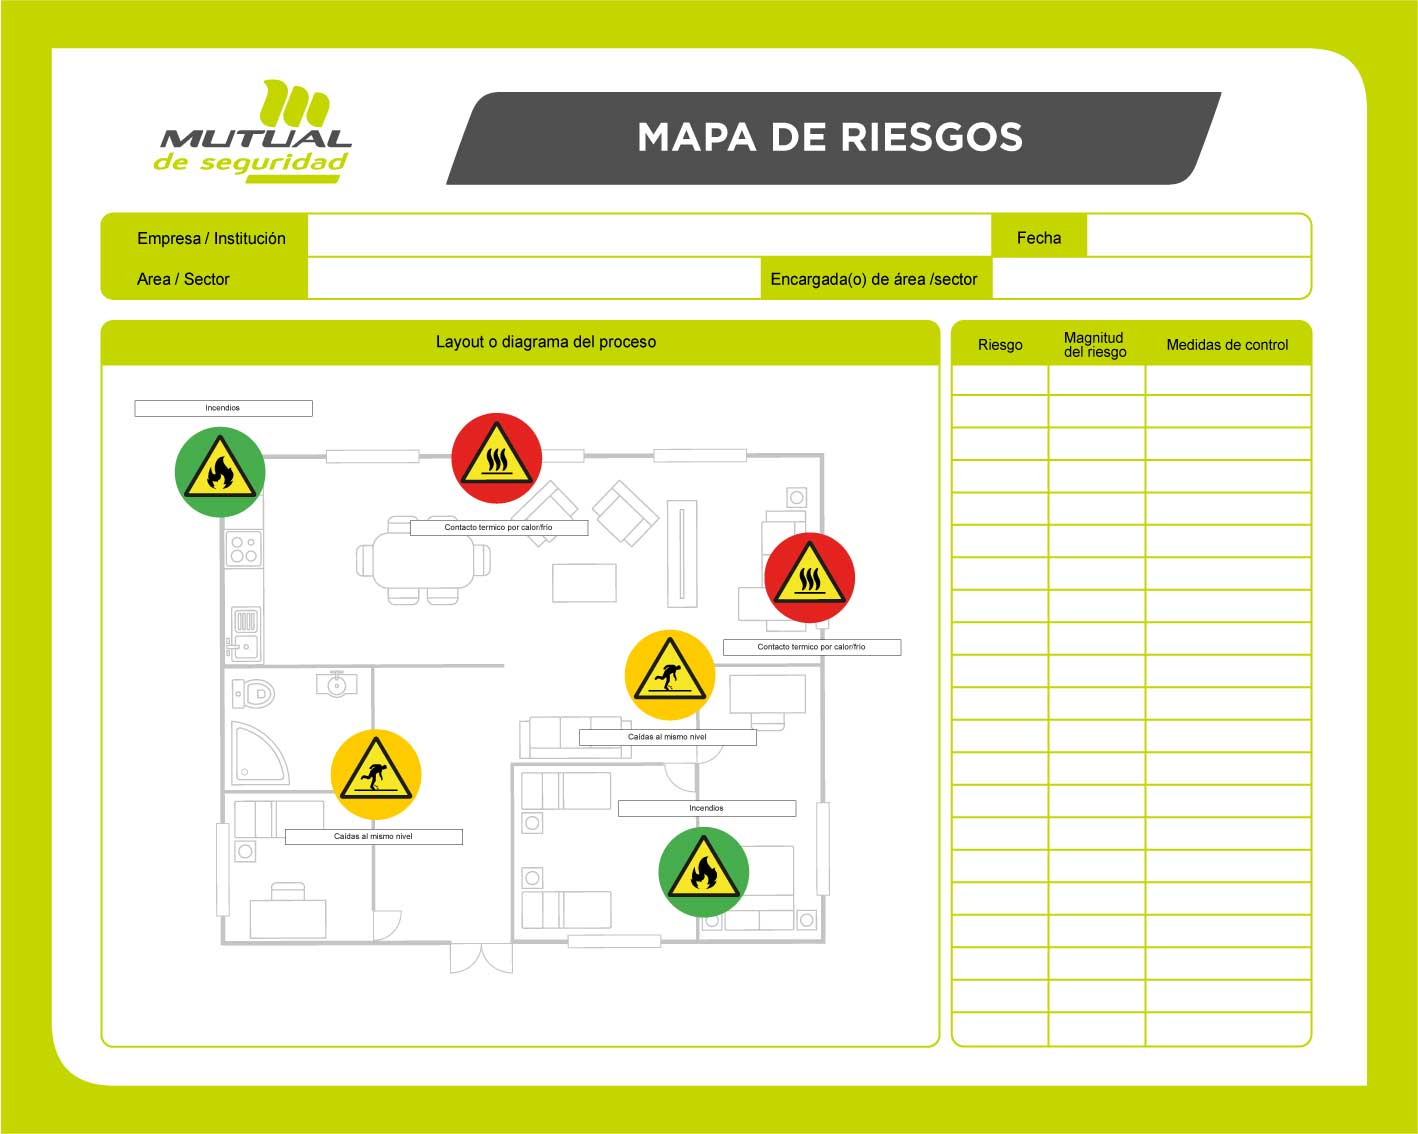 MUTUAL
de seguridad
MAPA DE RIESGOS
Empresa / Institución
Fecha
Area / Sector
Encargada(o) de área /sector
Layout o diagrama del proceso
Riesgo
Magnitud
del riesgo
Medidas de control
Incendios
Contacto termico por calor/frío
Contacto termico por calor/frío
Caídas al mismo nivel
Incendios
Caídas al mismo nivel